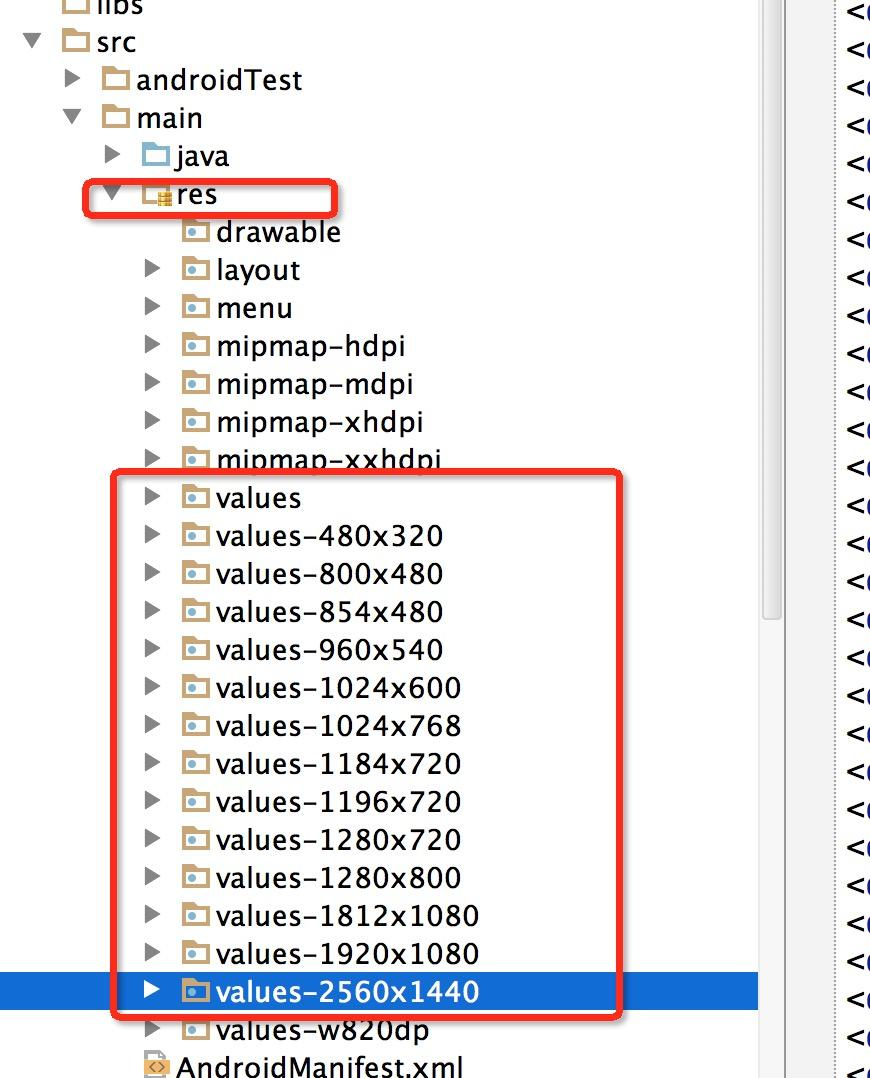 libs
src
androidTest
main
java
res
drawable
layout
menu
mipmap-hdpi
mipmap-mdpi
mipmap-xhdpi
mipmap-xxhdpi
values
values-480x320
values-800x480
values-854x480
values-960x540
values-1024x600
values-1024x768
values-1184x720
values-1196x720
values-1280x720
values-1280x800
values-1812x1080
values-1920x1080
values-2560x1440
values-w820dp
AndroidManifest.xml